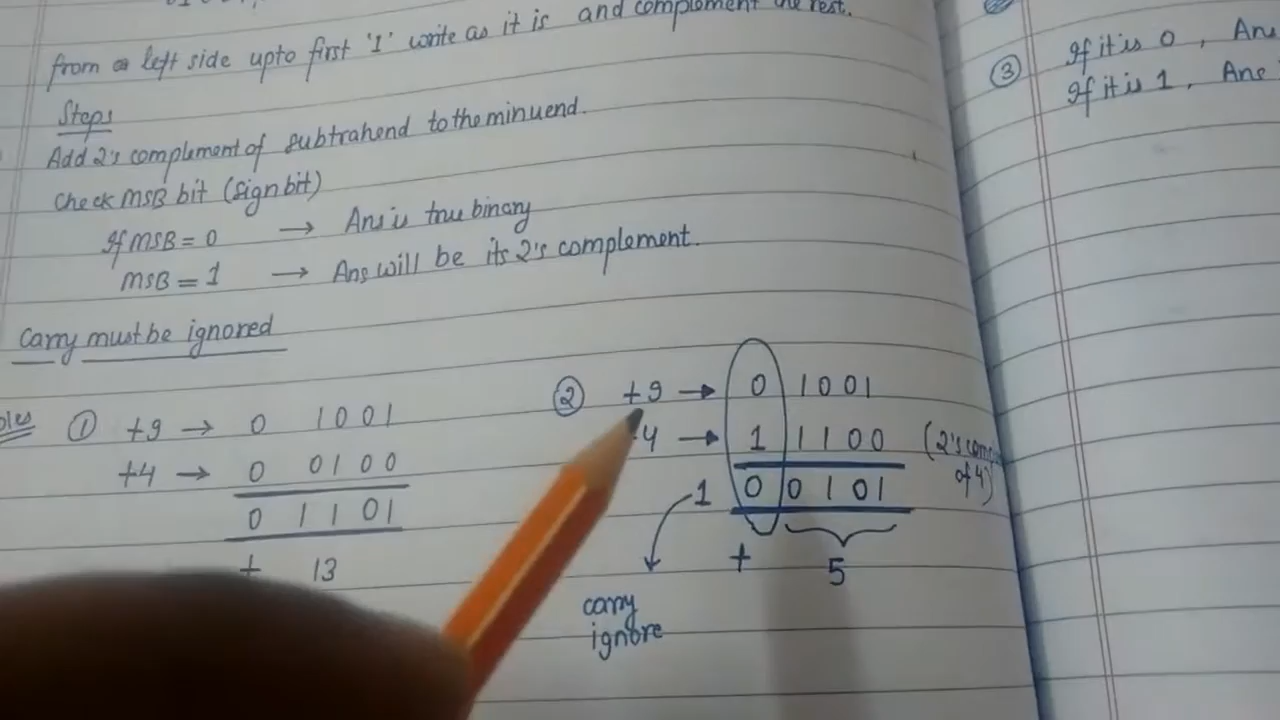 from a left side upto first '1' write as it is and complement the rest.
Steps
Add 2's complement of subtrahend to the minuend.
Check MSB bit (sign bit)
If MSB = 0 → Ans is true binary
MSB = 1 → Ans will be its 2's complement.
Carry must be ignored
① +9 → 0 1001
+4 → 0 0100
0 1101
+ 13
② +9 → 0 1001
4 → 1 1100 (2's
of 4)
1 0 0101
+ 5
carry
ignore
③ If it is 0, Ans
If it is 1, Ans